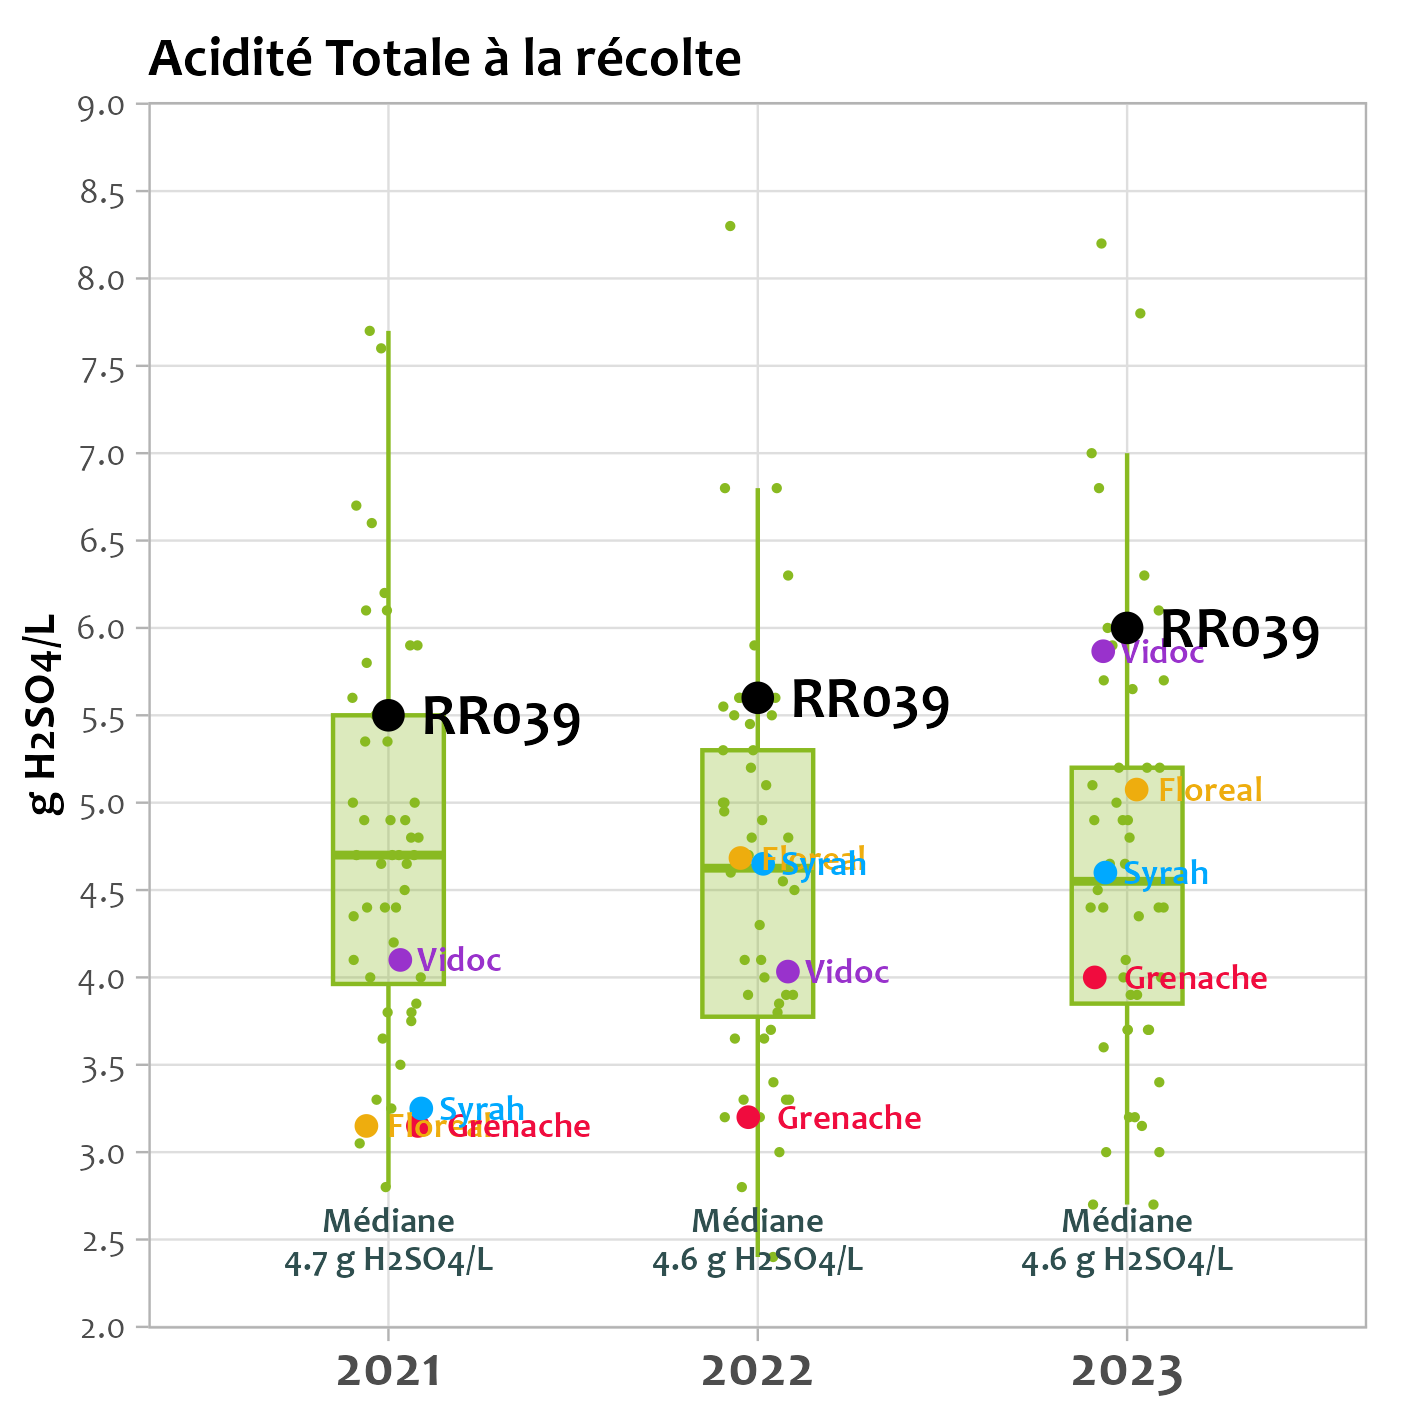 Acidité Totale à la récolte
g H2SO4/L
9.0
8.5
8.0
7.5
7.0
6.5
6.0
5.5
5.0
4.5
4.0
3.5
3.0
2.5
2.0
RR039
RR039
RR039
Vidoc
Floreal
Floreal
Syrah
Syrah
Vidoc
Vidoc
Grenache
Syrah
Floreal
Grenache
Grenache
Médiane
4.7 g H2SO4/L
Médiane
4.6 g H2SO4/L
Médiane
4.6 g H2SO4/L
2021
2022
2023